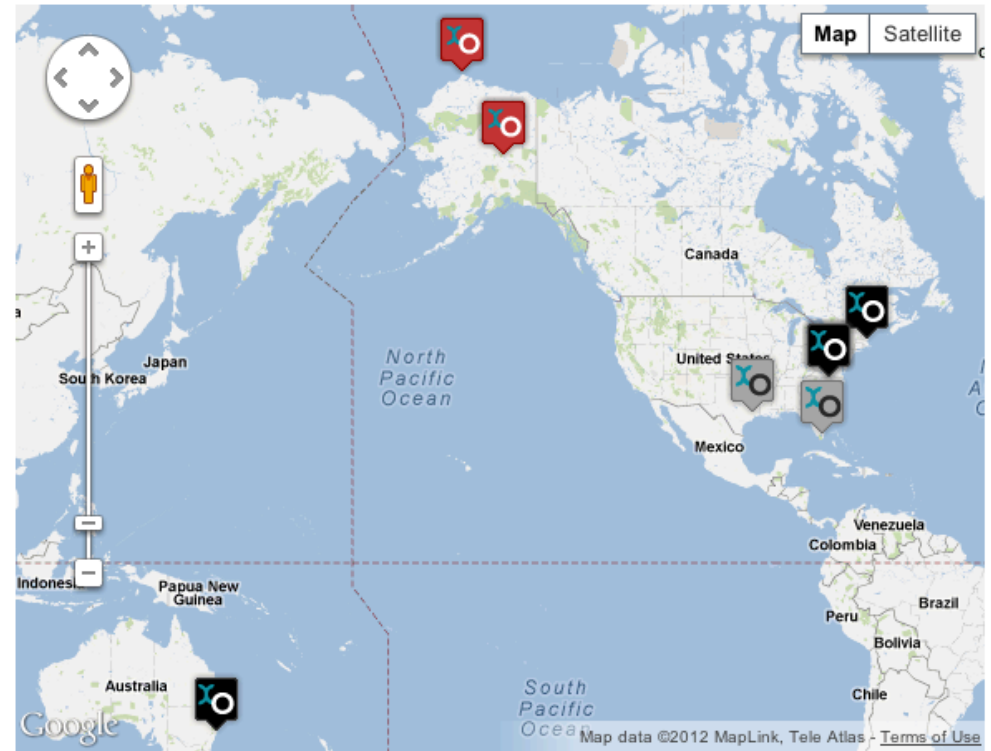 Map Satellite
Canada
United States
Japan
South Korea
North
Pacific
Ocean
Mexico
Venezuela
Colombia
Indones
Papua New
Guinea
Brazil
Peru
Bolivia
Australia
South
Pacific
Ocean
Chile
Google
Map data ©2012 MapLink, Tele Atlas - Terms of Use